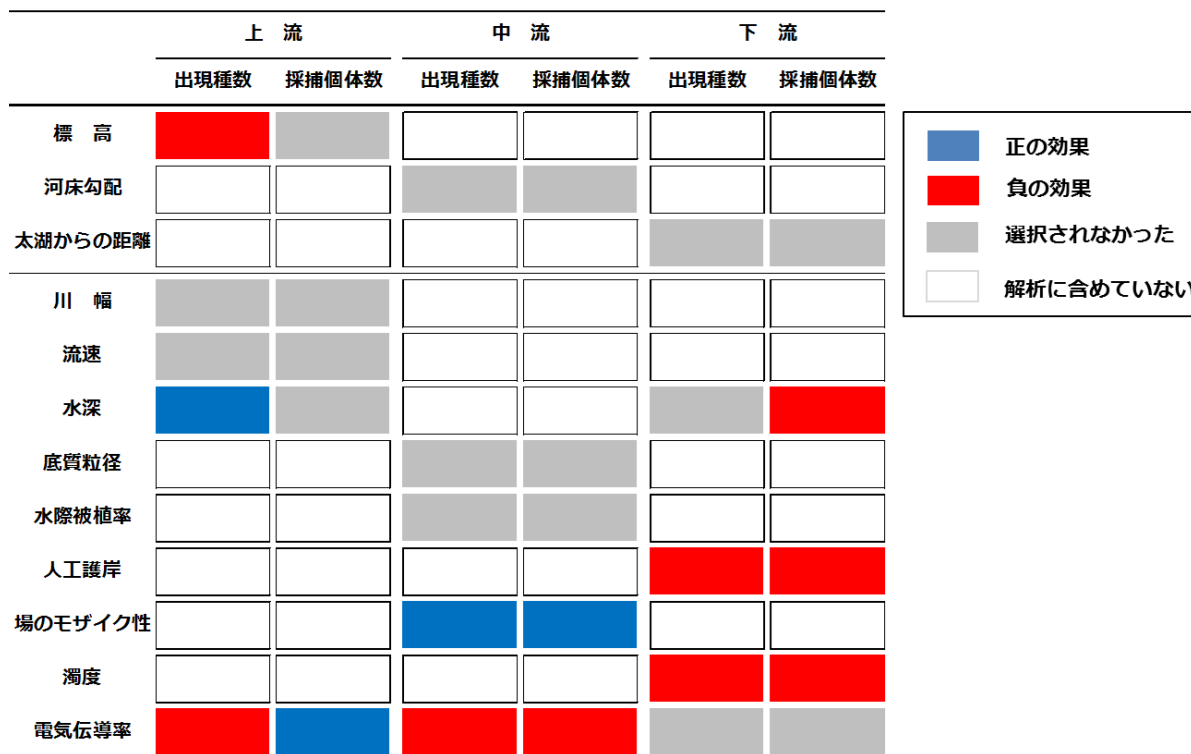 上 流 中 流 下 流
出現種数 採捕個体数 出現種数 採捕個体数 出現種数 採捕個体数
標 高
河床勾配
太湖からの距離
川 幅
流速
水深
底質粒径
水際被植率
人工護岸
場のモザイク性
濁度
電気伝導率
正の効果
負の効果
選択されなかった
解析に含めていない